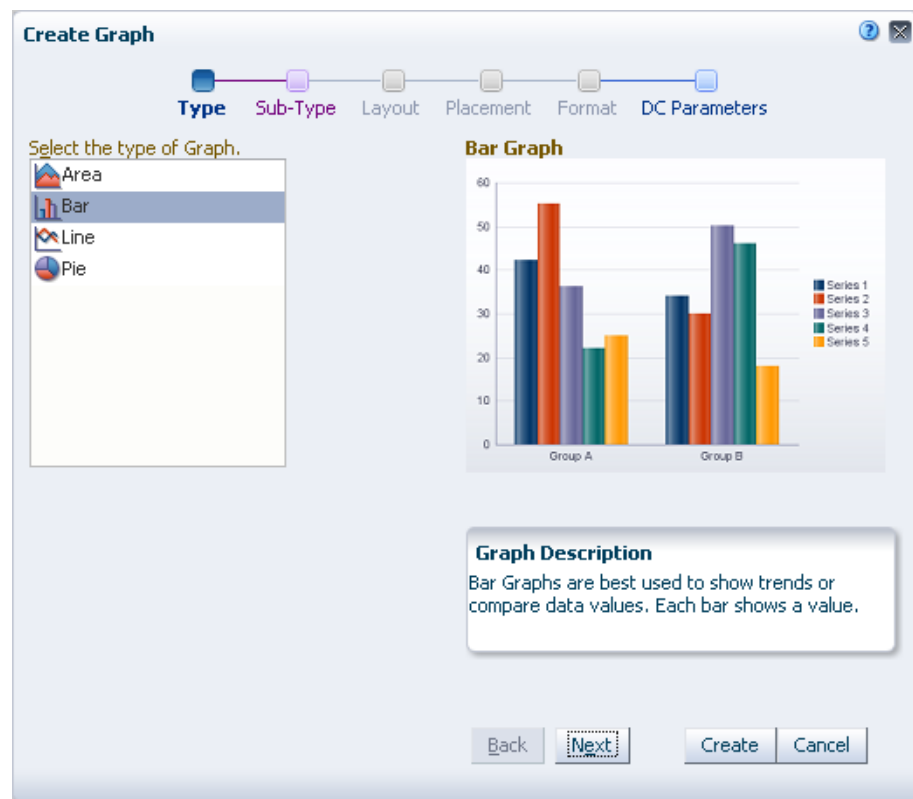 Create Graph
Type Sub-Type Layout Placement Format DC Parameters
Select the type of Graph.
Area
Bar
Line
Pie
Bar Graph
60
50
40
30
20
10
0
Group A Group B
Series 1
Series 2
Series 3
Series 4
Series 5
Graph Description
Bar Graphs are best used to show trends or
compare data values. Each bar shows a value.
Back Next Create Cancel